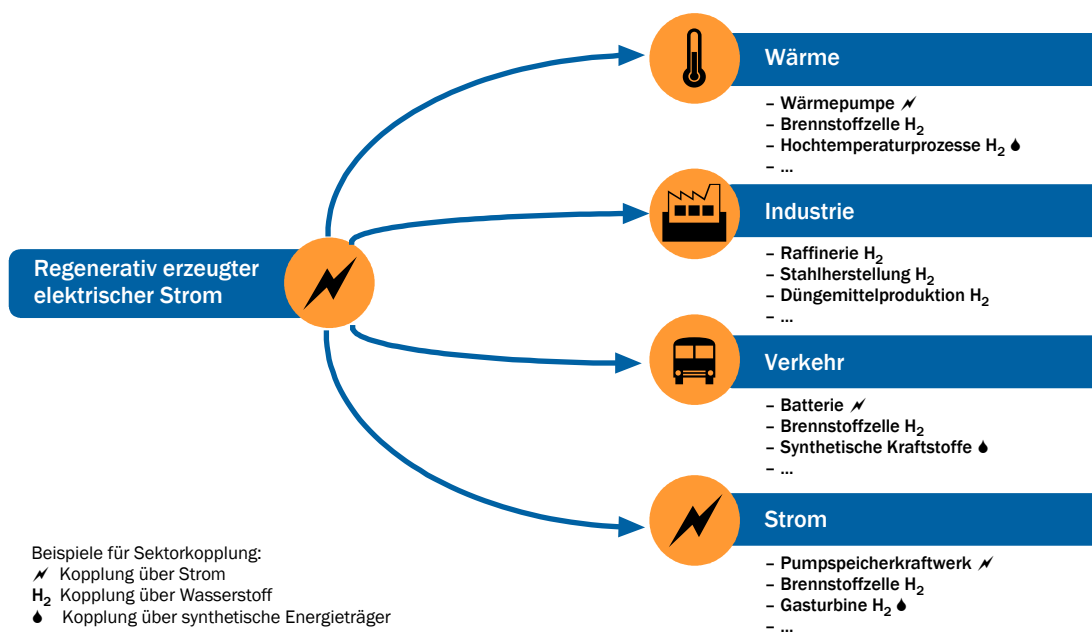 Wärme
– Wärmepumpe
– Brennstoffzelle H₂
– Hochtemperaturprozesse H₂
– ...
Industrie
– Raffinerie H₂
– Stahlherstellung H₂
– Düngemittelproduktion H₂
– ...
Regenerativ erzeugter
elektrischer Strom
Verkehr
– Batterie
– Brennstoffzelle H₂
– Synthetische Kraftstoffe
– ...
Strom
– Pumpspeicherkraftwerk
– Brennstoffzelle H₂
– Gasturbine H₂
– ...
Beispiele für Sektorkopplung:
Kopplung über Strom
H₂ Kopplung über Wasserstoff
Kopplung über synthetische Energieträger